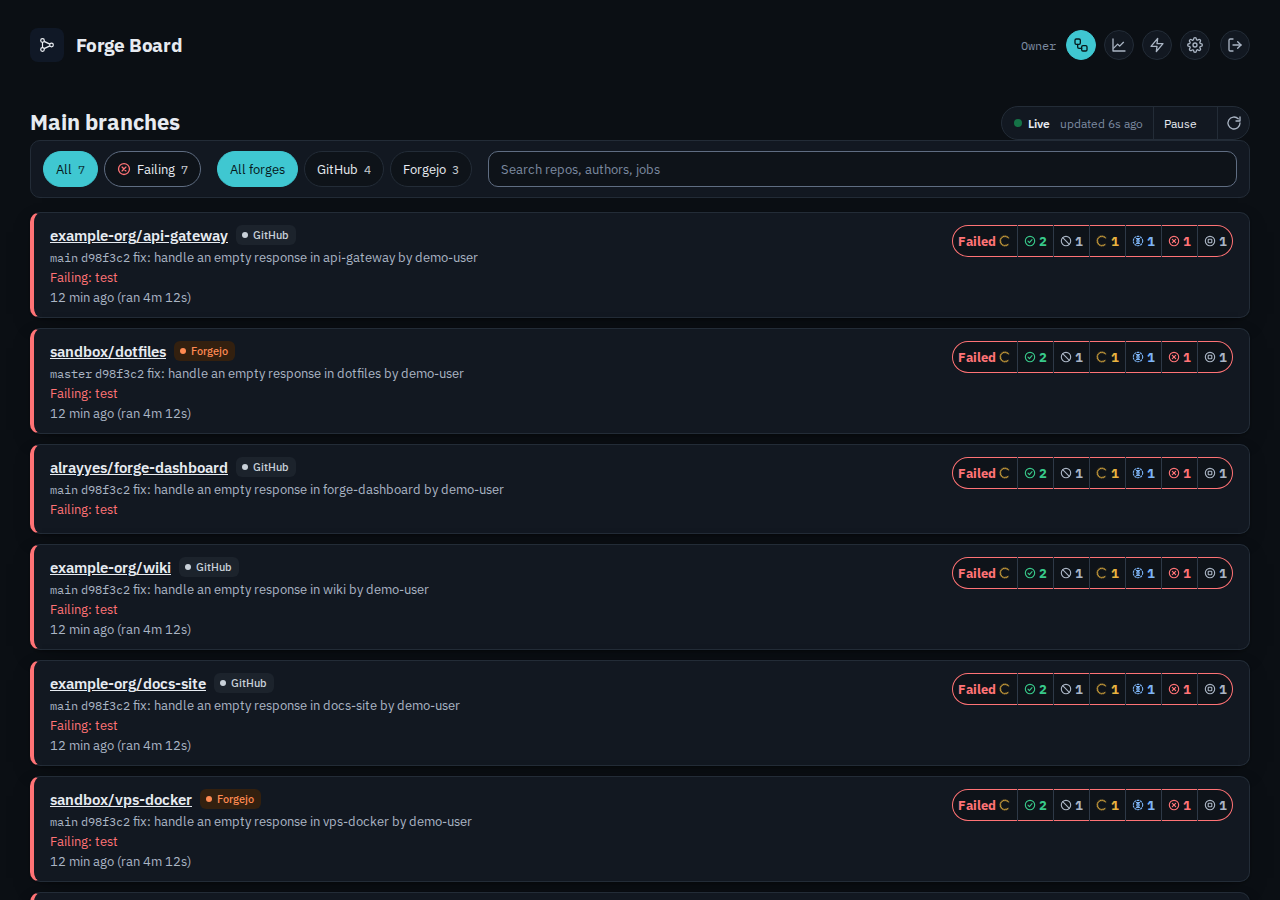 Forge Board
Owner
Main branches
Live updated 6s ago Pause
All 7 Failing 7 All forges GitHub 4 Forgejo 3 Search repos, authors, jobs
example-org/api-gateway GitHub
Failed 2 1 1 1 1 1
main d98f3c2 fix: handle an empty response in api-gateway by demo-user
Failing: test
12 min ago (ran 4m 12s)
sandbox/dotfiles Forgejo
Failed 2 1 1 1 1 1
master d98f3c2 fix: handle an empty response in dotfiles by demo-user
Failing: test
12 min ago (ran 4m 12s)
alrayyes/forge-dashboard GitHub
Failed 2 1 1 1 1 1
main d98f3c2 fix: handle an empty response in forge-dashboard by demo-user
Failing: test
example-org/wiki GitHub
Failed 2 1 1 1 1 1
main d98f3c2 fix: handle an empty response in wiki by demo-user
Failing: test
12 min ago (ran 4m 12s)
example-org/docs-site GitHub
Failed 2 1 1 1 1 1
main d98f3c2 fix: handle an empty response in docs-site by demo-user
Failing: test
12 min ago (ran 4m 12s)
sandbox/vps-docker Forgejo
Failed 2 1 1 1 1 1
main d98f3c2 fix: handle an empty response in vps-docker by demo-user
Failing: test
12 min ago (ran 4m 12s)